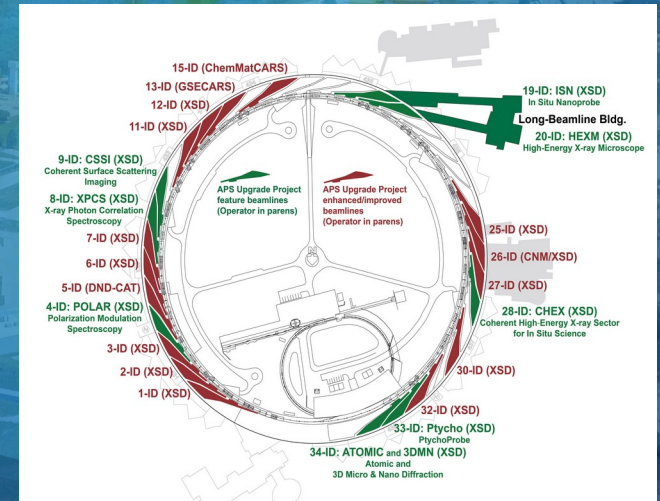 15-ID (ChemMatCARS)
13-ID (GSECARS)
12-ID (XSD)
11-ID (XSD)
9-ID: CSSI (XSD)
Coherent Surface Scattering
Imaging
8-ID: XPCS (XSD)
X-ray Photon Correlation
Spectroscopy
7-ID (XSD)
6-ID (XSD)
5-ID (DND-CAT)
4-ID: POLAR (XSD)
Polarization Modulation
Spectroscopy
3-ID (XSD)
2-ID (XSD)
1-ID (XSD)
APS Upgrade Project
feature beamlines
(Operator in parens)
APS Upgrade Project
enhanced/improved
beamlines
(Operator in parens)
19-ID: ISN (XSD)
In Situ Nanoprobe
Long-Beamline Bldg.
20-ID: HEXM (XSD)
High-Energy X-ray Microscope
25-ID (XSD)
26-ID (CNM/XSD)
27-ID (XSD)
28-ID: CHEX (XSD)
Coherent High-Energy X-ray Sector
for In Situ Science
30-ID (XSD)
32-ID (XSD)
33-ID: Ptycho (XSD)
PtychoProbe
34-ID: ATOMIC and 3DMN (XSD)
Atomic and
3D Micro & Nano Diffraction